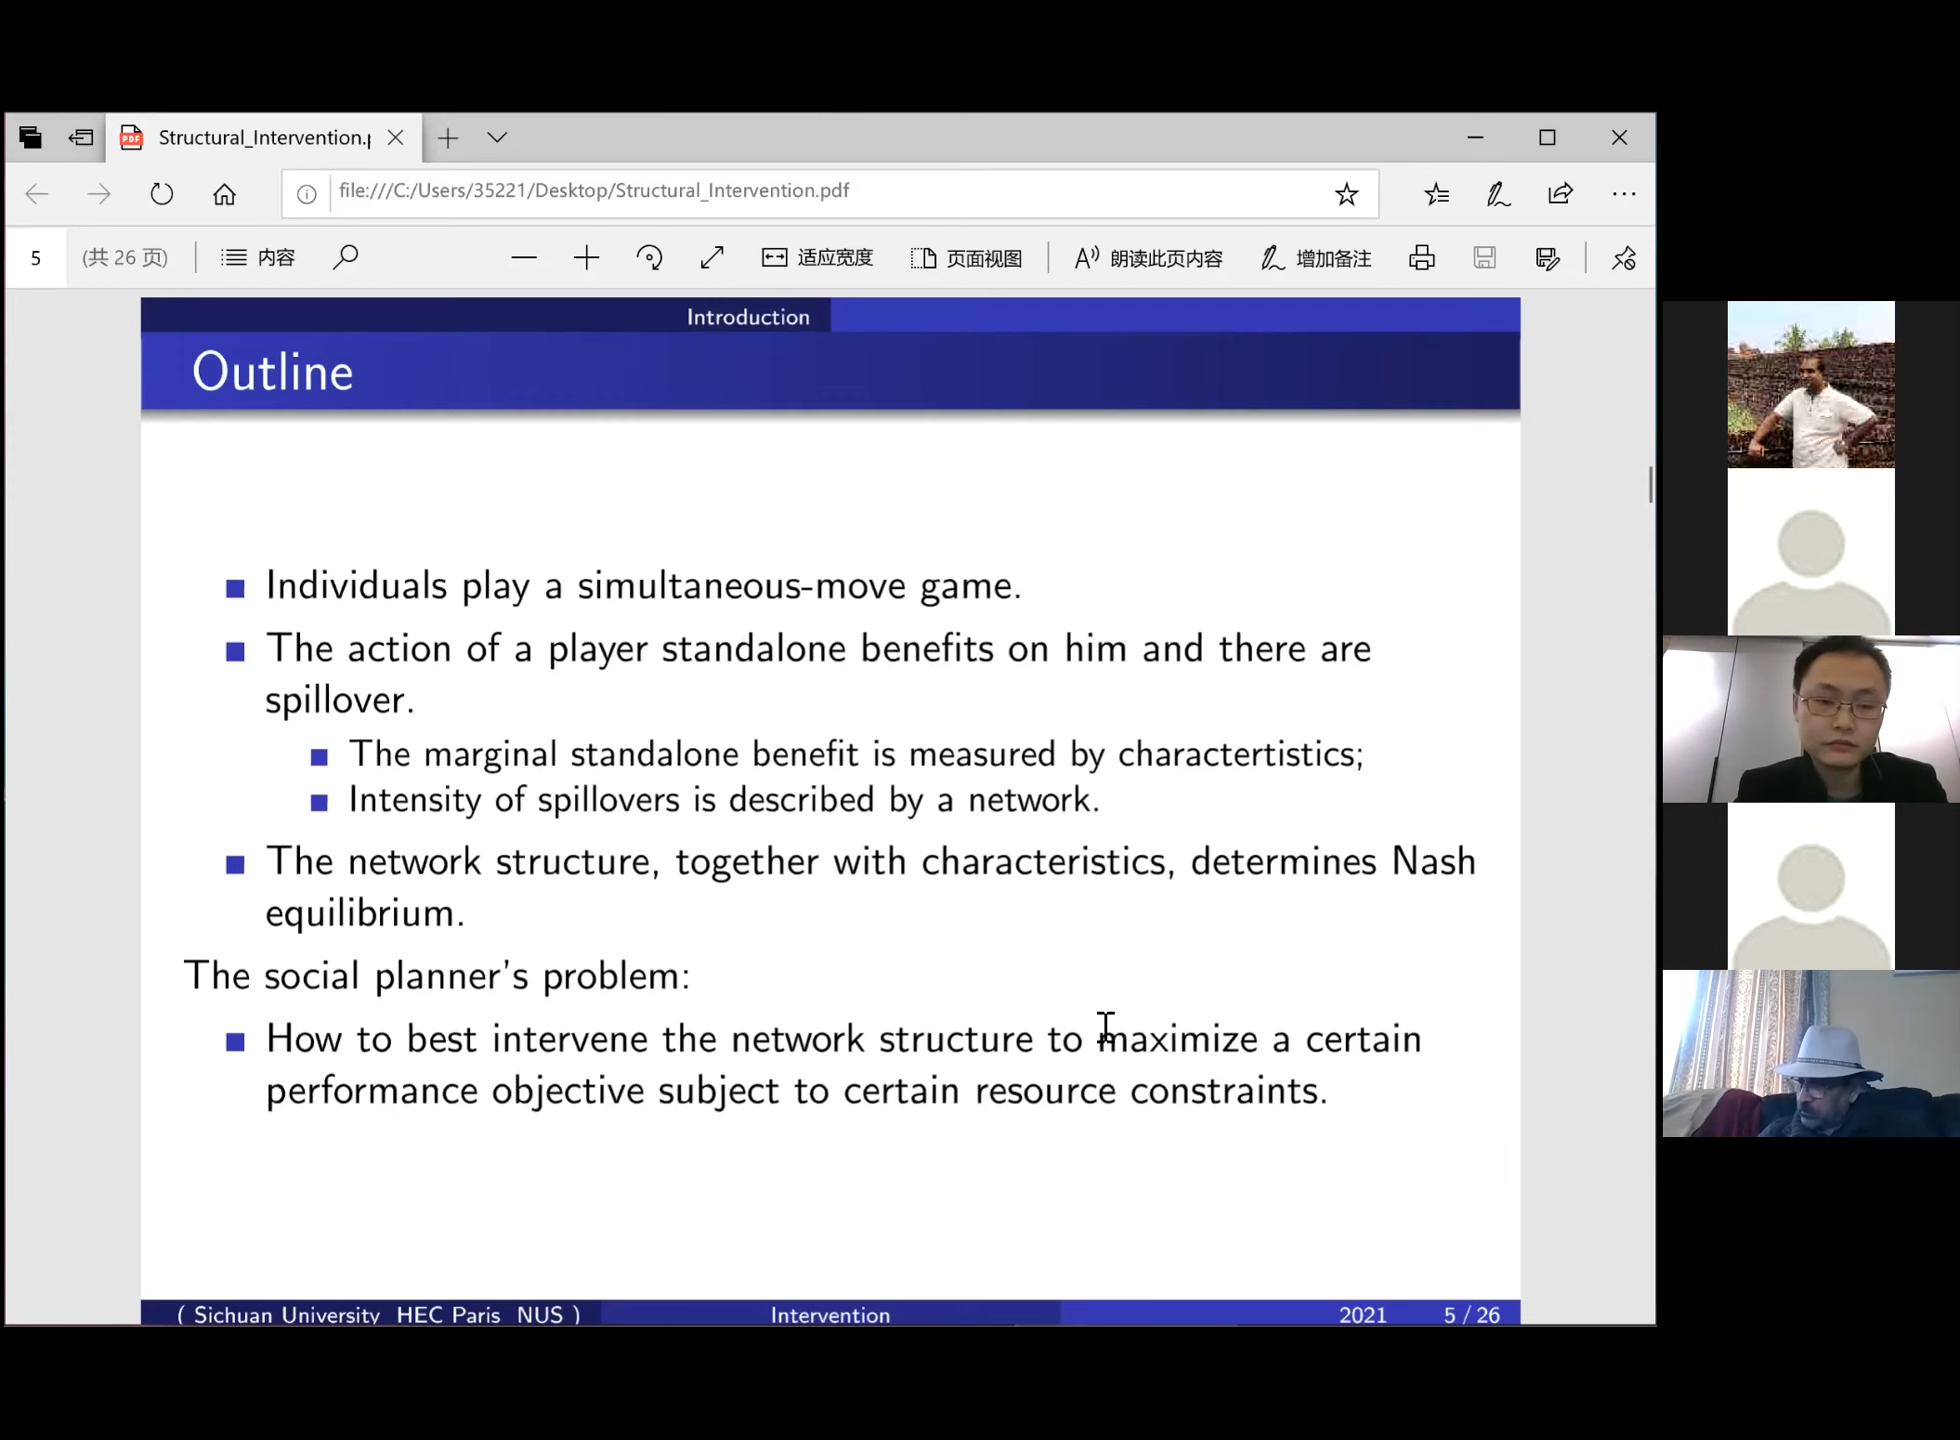 Structural_Intervention.p
file:///C:/Users/35221/Desktop/Structural_Intervention.pdf
5 (共 26 页) 内容 适应宽度 页面视图 朗读此页内容 增加备注
Introduction
Outline
Individuals play a simultaneous-move game.
The action of a player standalone benefits on him and there are
spillover.
The marginal standalone benefit is measured by charactertistics;
Intensity of spillovers is described by a network.
The network structure, together with characteristics, determines Nash
equilibrium.
The social planner's problem:
How to best intervene the network structure to maximize a certain
performance objective subject to certain resource constraints.
( Sichuan University HEC Paris NUS ) Intervention 2021 5 / 26